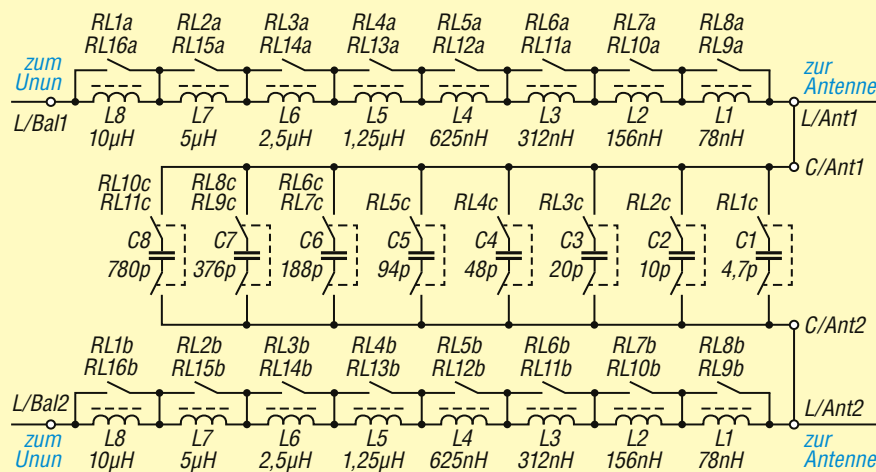 RL1a RL2a RL3a RL4a RL5a RL6a RL7a RL8a
RL16a RL15a RL14a RL13a RL12a RL11a RL10a RL9a
zum
Unun
zur
Antenne
L/Bal1
L8 L7 L6 L5 L4 L3 L2 L1
10µH 5µH 2,5µH 1,25µH 625nH 312nH 156nH 78nH
L/Ant1
C/Ant1
RL10c RL8c RL6c
RL11c RL9c RL7c RL5c RL4c RL3c RL2c RL1c
C8 C7 C6 C5 C4 C3 C2 C1
780p 376p 188p 94p 48p 20p 10p 4,7p
C/Ant2
RL1b RL2b RL3b RL4b RL5b RL6b RL7b RL8b
RL16b RL15b RL14b RL13b RL12b RL11b RL10b RL9b
L/Bal2
L/Ant2
zum
Unun
L8 L7 L6 L5 L4 L3 L2 L1
10µH 5µH 2,5µH 1,25µH 625nH 312nH 156nH 78nH
zur
Antenne